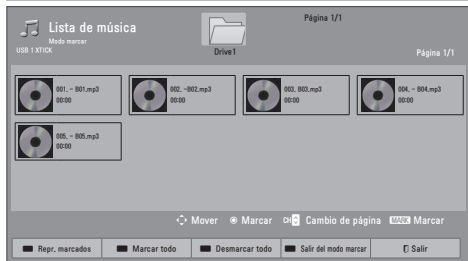 Lista de música
Modo marcar
USB 1 XTICK
Drive1
Página 1/1
Página 1/1
001. - B01.mp3
00:00
002. -B02.mp3
00:00
003. B03.mp3
00:00
004. - B04.mp3
00:00
005. - B05.mp3
00:00
Mover Marcar CH Cambio de página MARK Marcar
Repr. marcados Marcar todo Desmarcar todo Salir del modo marcar Salir